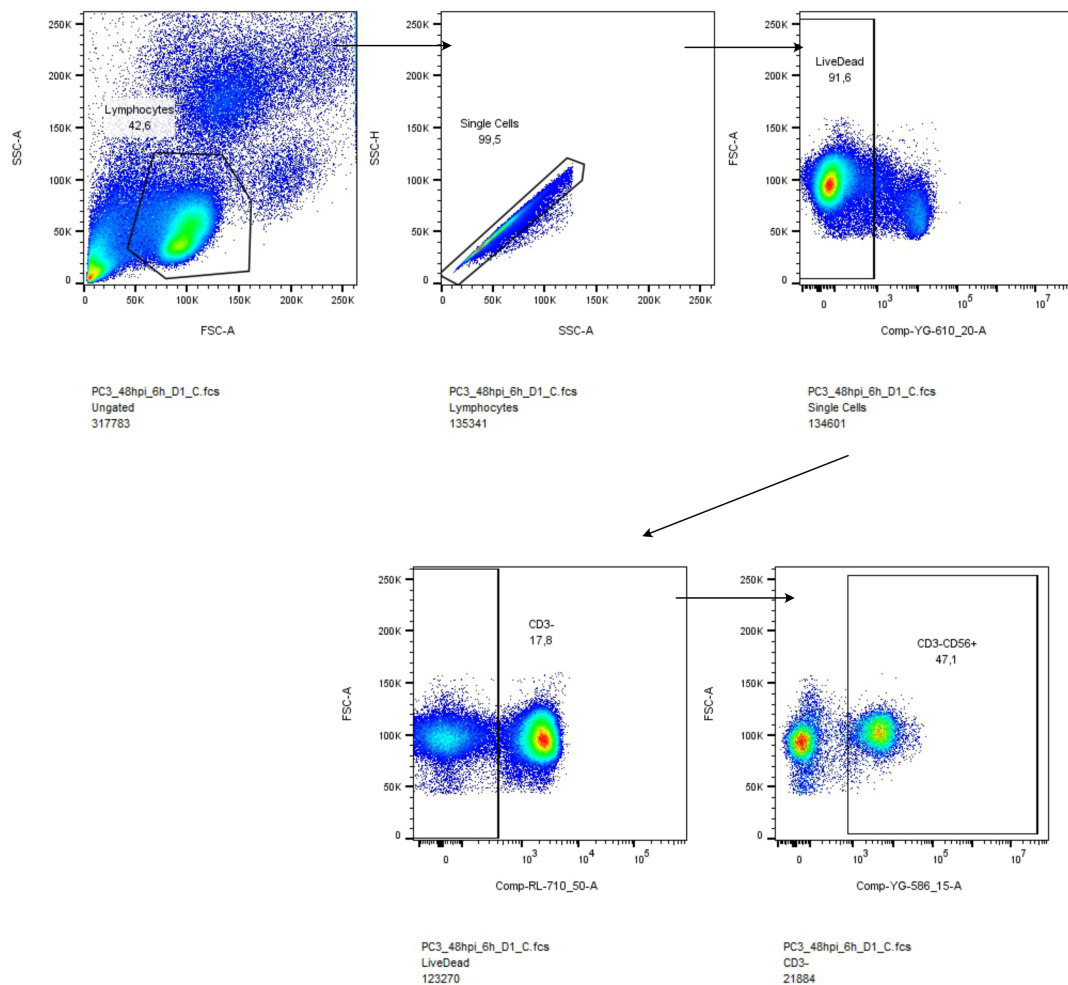 250K
200K
150K
100K
50K
0
SSC-A
Lymphocytes
42,6
0
50K
100K
150K
200K
250K
FSC-A
PC3_48hpi_6h_D1_C.fcs
Ungated
317783
250K
200K
150K
100K
50K
0
SSC-H
Single Cells
99,5
0
50K
100K
150K
200K
250K
SSC-A
PC3_48hpi_6h_D1_C.fcs
Lymphocytes
135341
250K
200K
150K
100K
50K
0
FSC-A
LiveDead
91,6
0
10³
10⁵
10⁷
Comp-YG-610_20-A
PC3_48hpi_6h_D1_C.fcs
Single Cells
134601
250K
200K
150K
100K
50K
0
FSC-A
CD3-
17,8
0
10³
10⁴
10⁵
Comp-RL-710_50-A
PC3_48hpi_6h_D1_C.fcs
LiveDead
123270
250K
200K
150K
100K
50K
0
FSC-A
CD3-CD56+
47,1
0
10³
10⁵
10⁷
Comp-YG-586_15-A
PC3_48hpi_6h_D1_C.fcs
CD3-
21884